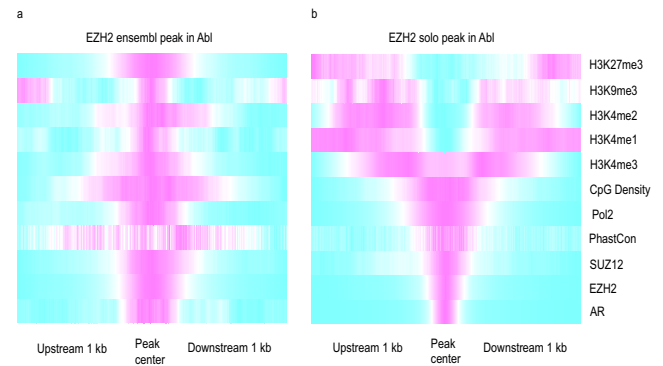 a
b
EZH2 ensembl peak in Abl
EZH2 solo peak in Abl
H3K27me3
H3K9me3
H3K4me2
H3K4me1
H3K4me3
CpG Density
Pol2
PhastCon
SUZ12
EZH2
AR
Upstream 1 kb
Peak
center
Downstream 1 kb
Upstream 1 kb
Peak
center
Downstream 1 kb